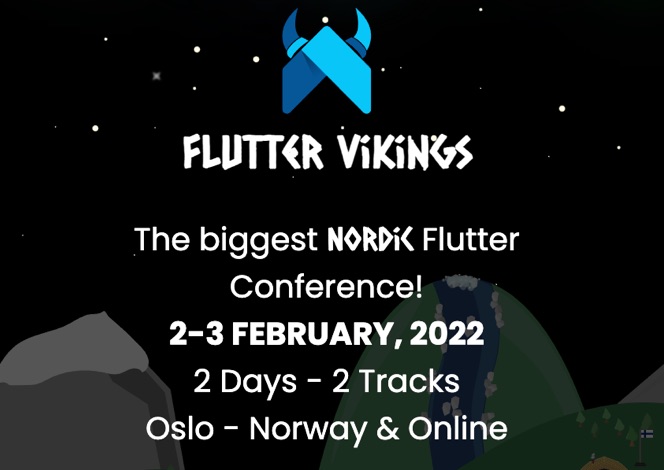 FLUTTER ViKiNGS
The biggest NORDiC Flutter
Conference!
2-3 FEBRUARY, 2022
2 Days - 2 Tracks
Oslo - Norway & Online